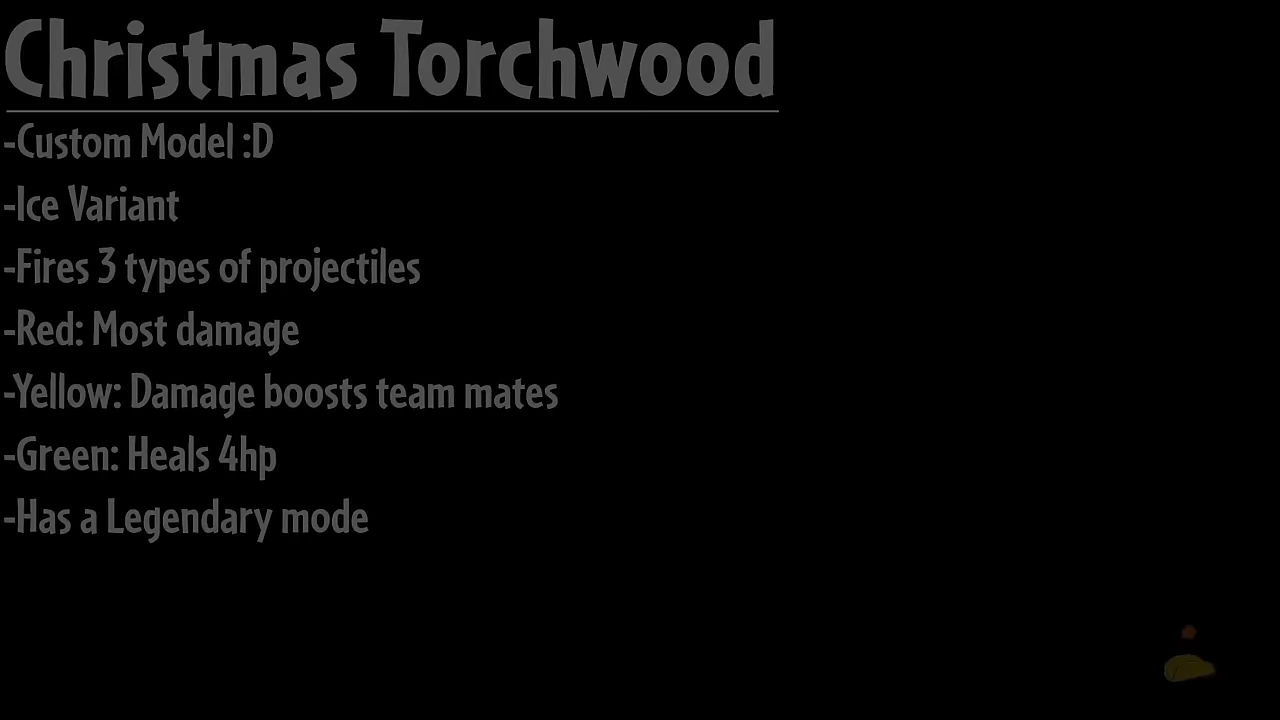 Christmas Torchwood
-Custom Model :D
-Ice Variant
-Fires 3 types of projectiles
-Red: Most damage
-Yellow: Damage boosts team mates
-Green: Heals 4hp
-Has a Legendary mode